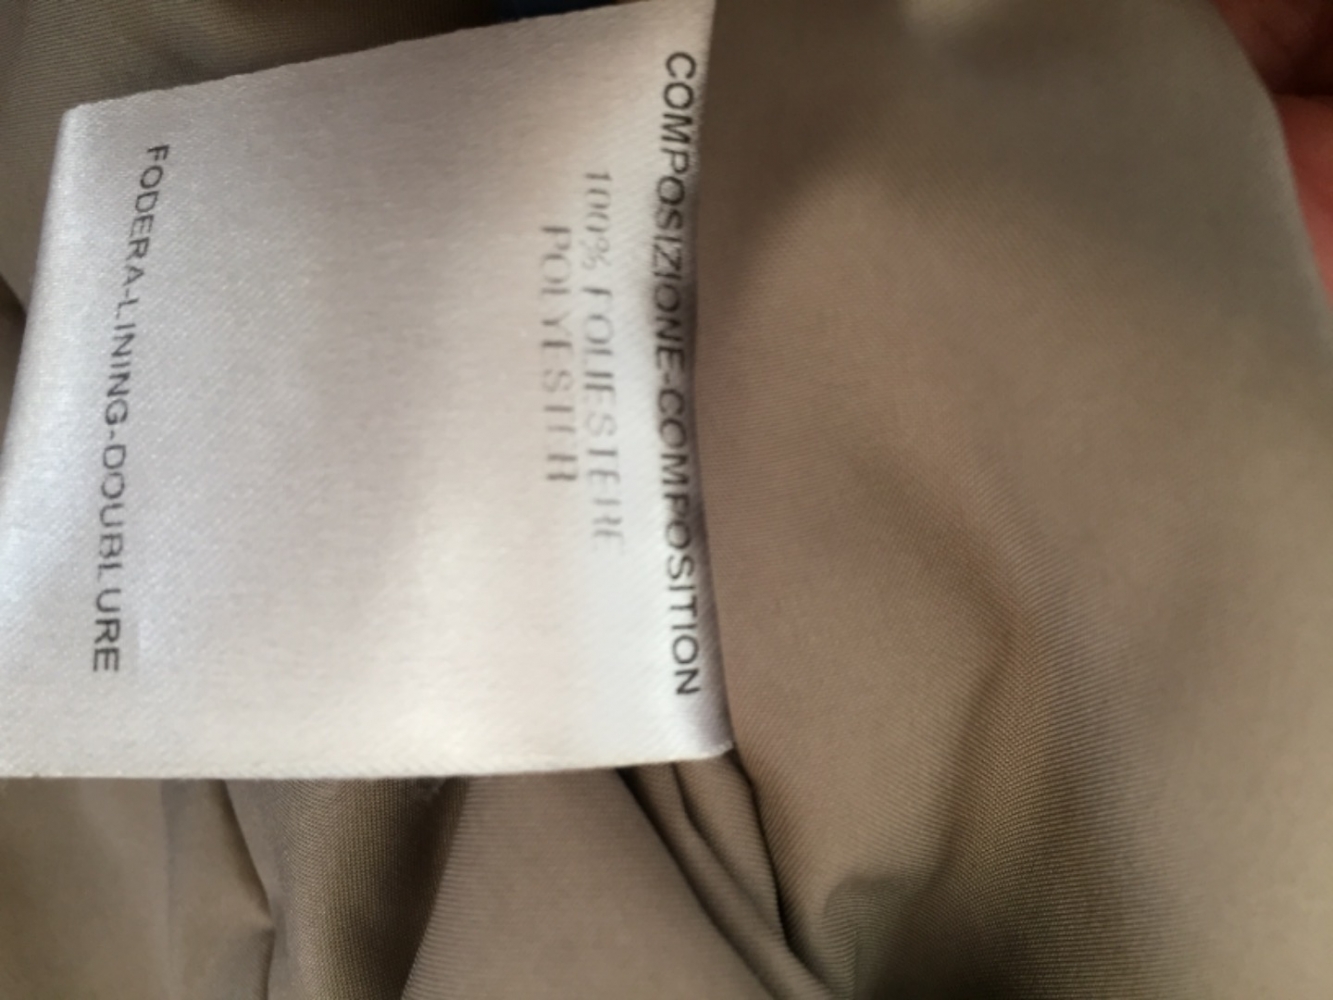 COMPOSIZIONE-COMPOSITION
100% POLIESTERE
POLYESTER
FODERA-LINING-DOUBLURE